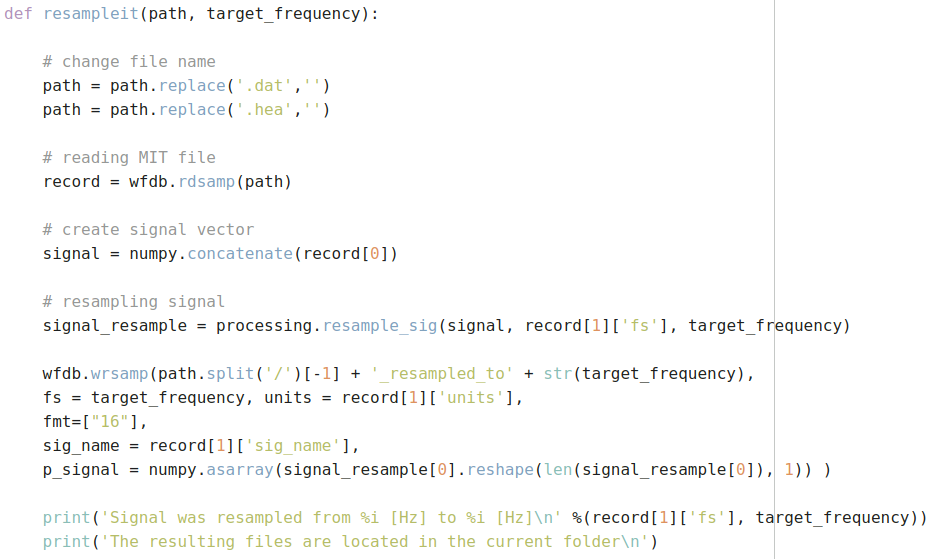 def resampleit(path, target_frequency):
# change file name
path = path.replace('.dat','')
path = path.replace('.hea','')
# reading MIT file
record = wfdb.rdsamp(path)
# create signal vector
signal = numpy.concatenate(record[0])
# resampling signal
signal_resample = processing.resample_sig(signal, record[1]['fs'], target_frequency)
wfdb.wrsamp(path.split('/')[-1] + '_resampled_to' + str(target_frequency),
fs = target_frequency, units = record[1]['units'],
fmt=["16"],
sig_name = record[1]['sig_name'],
p_signal = numpy.asarray(signal_resample[0].reshape(len(signal_resample[0]), 1)) )
print('Signal was resampled from %i [Hz] to %i [Hz]\n' %(record[1]['fs'], target_frequency))
print('The resulting files are located in the current folder\n')